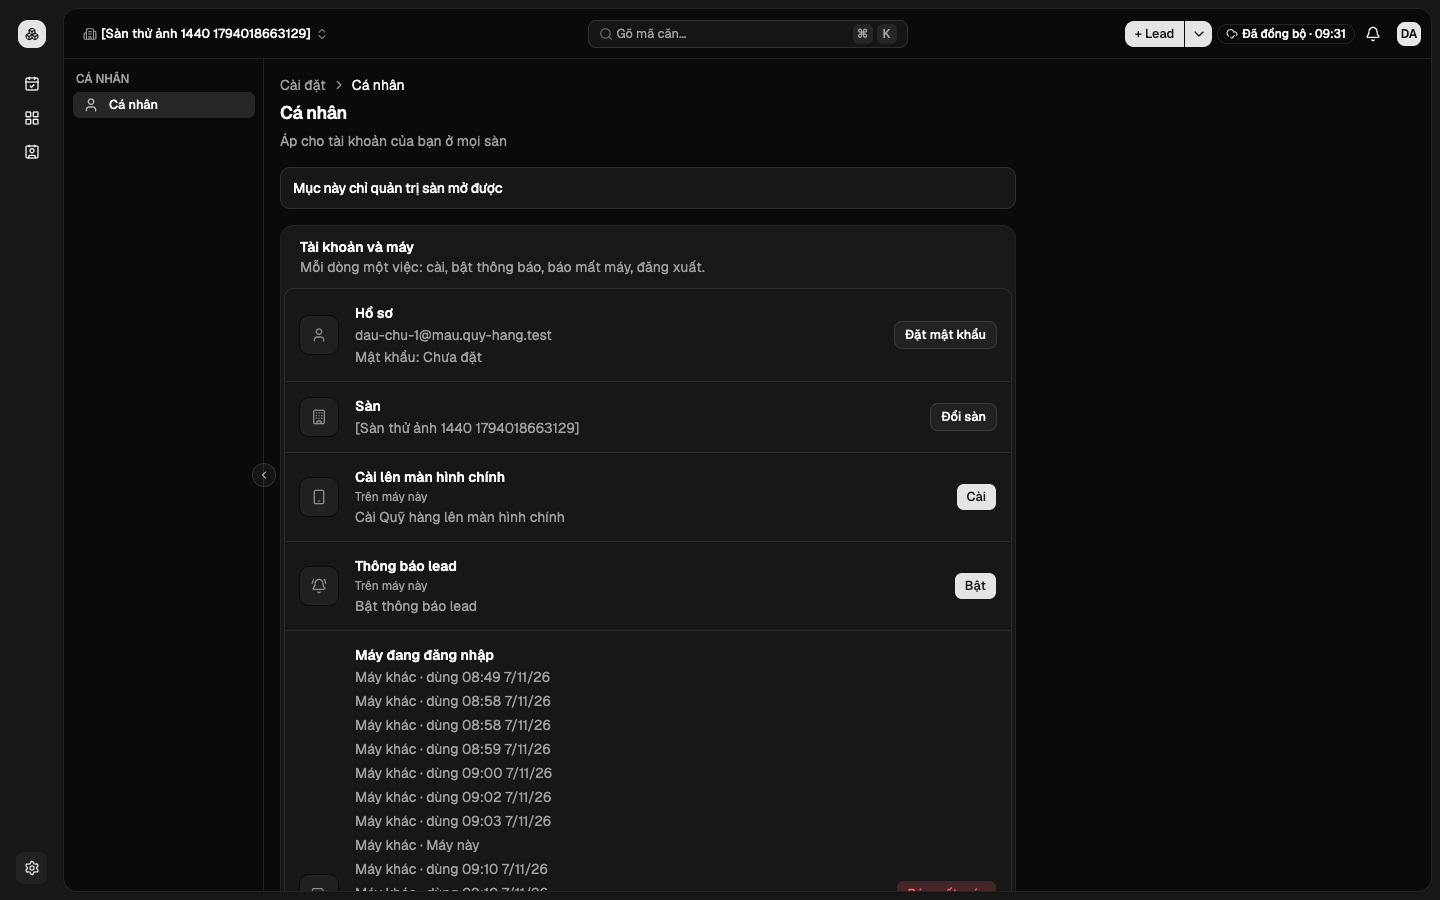 [Sàn thử ảnh 1440 1794018663129]
Gõ mã căn...
⌘ K
+ Lead
Đã đồng bộ · 09:31
DA
CÁ NHÂN
Cá nhân
Cài đặt > Cá nhân
Cá nhân
Áp cho tài khoản của bạn ở mọi sàn
Mục này chỉ quản trị sàn mở được
Tài khoản và máy
Mỗi dòng một việc: cài, bật thông báo, báo mất máy, đăng xuất.
Hồ sơ
dau-chu-1@mau.quy-hang.test
Mật khẩu: Chưa đặt
Đặt mật khẩu
Sàn
[Sàn thử ảnh 1440 1794018663129]
Đổi sàn
Cài lên màn hình chính
Trên máy này
Cài Quỹ hàng lên màn hình chính
Cài
Thông báo lead
Trên máy này
Bật thông báo lead
Bật
Máy đang đăng nhập
Máy khác · dùng 08:49 7/11/26
Máy khác · dùng 08:58 7/11/26
Máy khác · dùng 08:58 7/11/26
Máy khác · dùng 08:59 7/11/26
Máy khác · dùng 09:00 7/11/26
Máy khác · dùng 09:02 7/11/26
Máy khác · dùng 09:03 7/11/26
Máy khác · Máy này
Máy khác · dùng 09:10 7/11/26